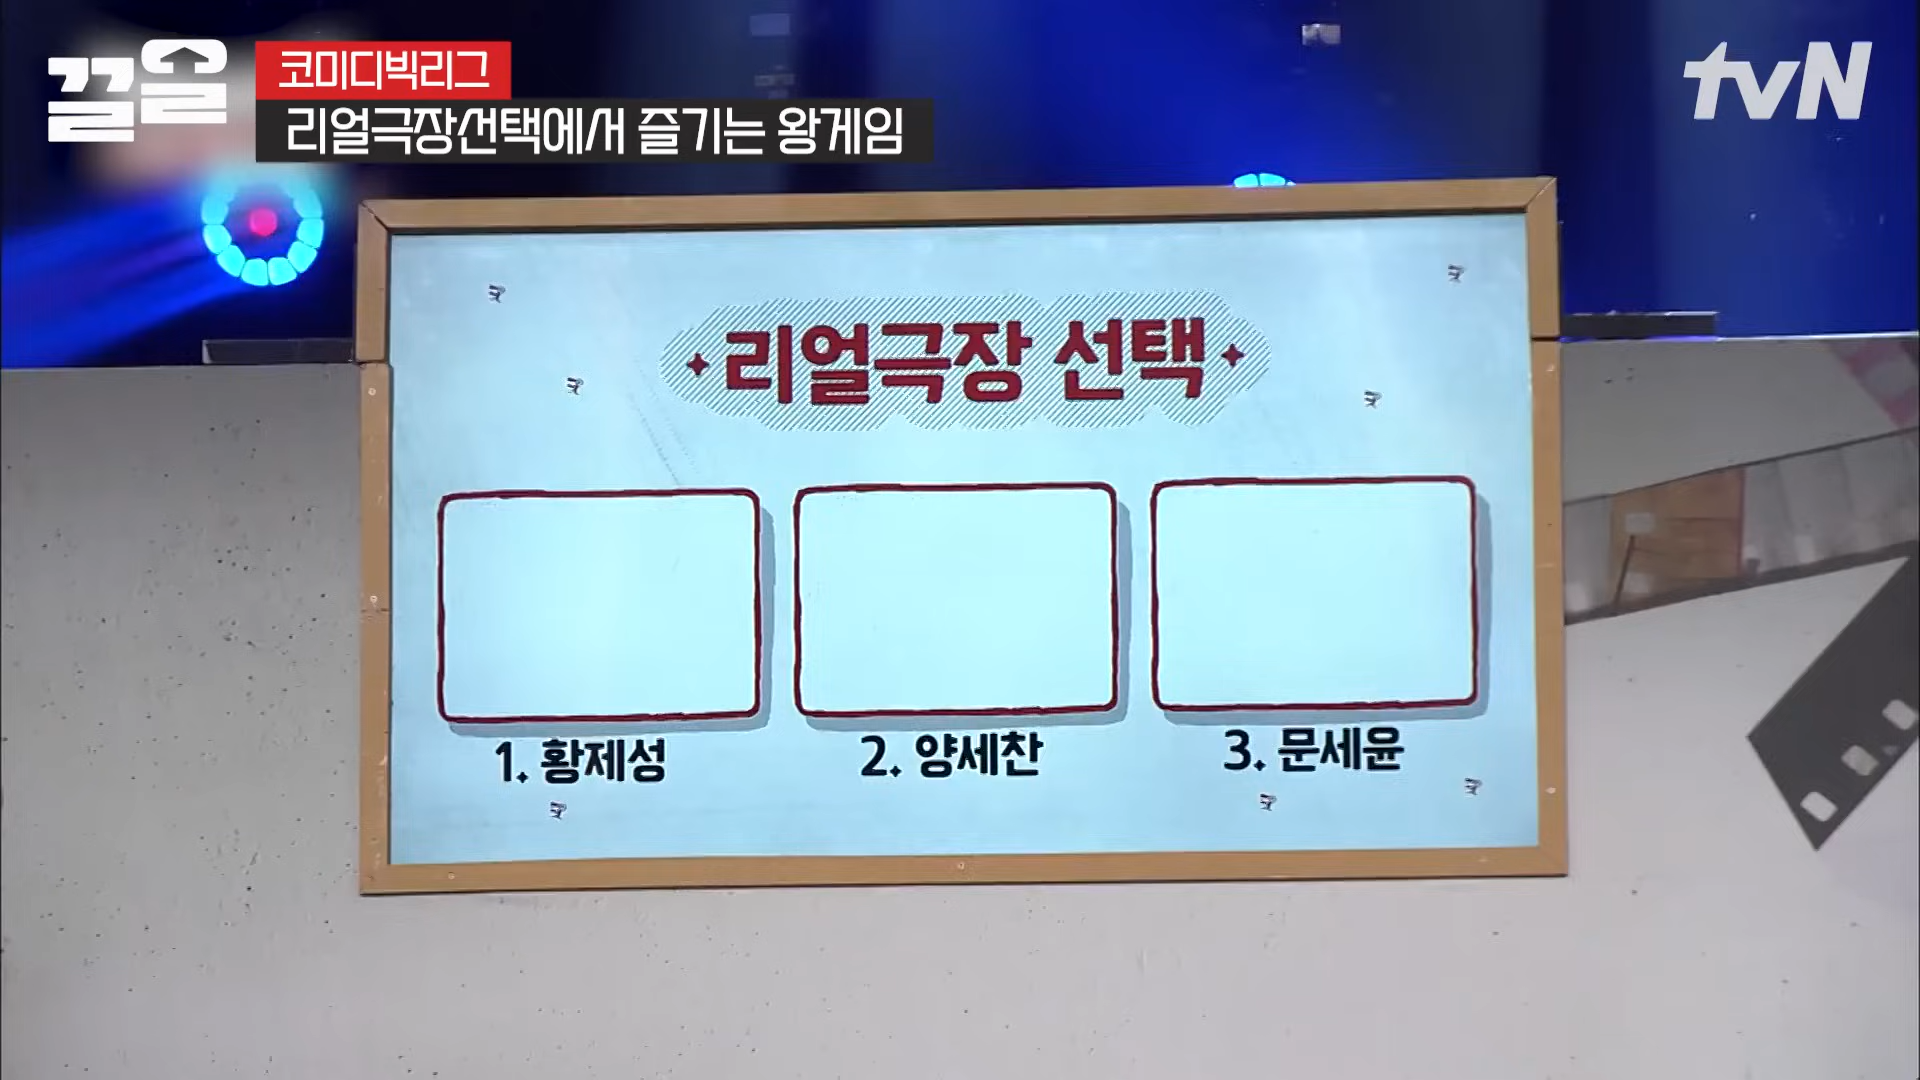 끌올
코미디빅리그
tvN
리얼극장선택에서 즐기는 왕게임
리얼극장 선택
1. 황제성
2. 양세찬
3. 문세윤